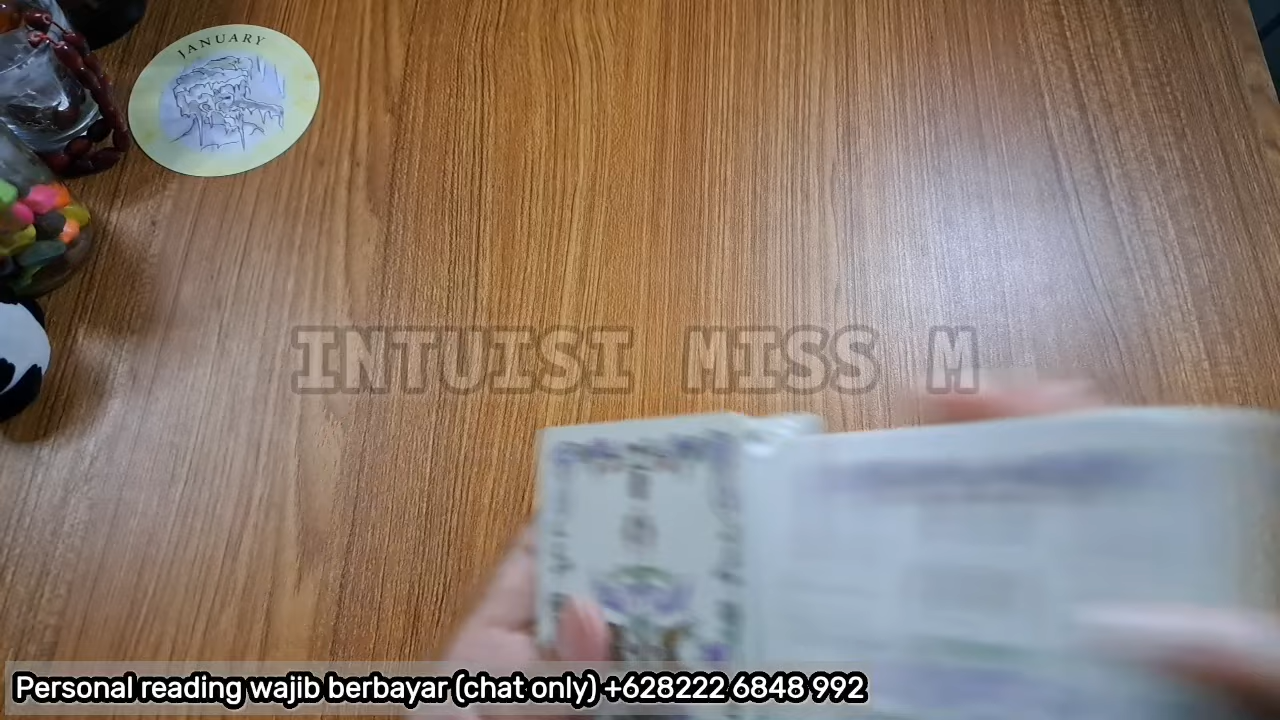 JANUARY
INTUISI MISS M
Personal reading wajib berbayar (chat only) +628222 6848 992